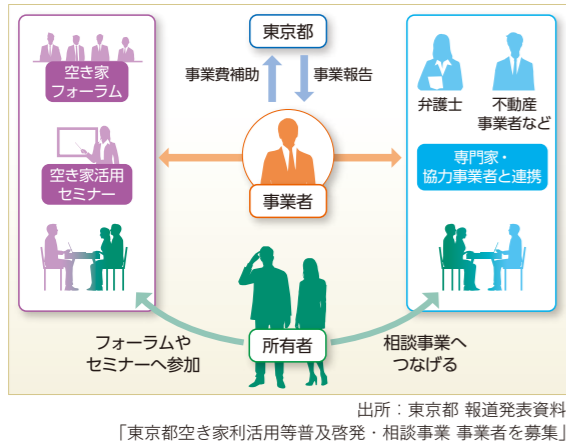 東京都
事業費補助
事業報告
空き家
フォーラム
空き家活用
セミナー
事業者
弁護士
不動産
事業者など
専門家・
協力事業者と連携
所有者
フォーラムや
セミナーへ参加
相談事業へ
つなげる
出所：東京都 報道発表資料
「東京都空き家利活用等普及啓発・相談事業 事業者を募集」